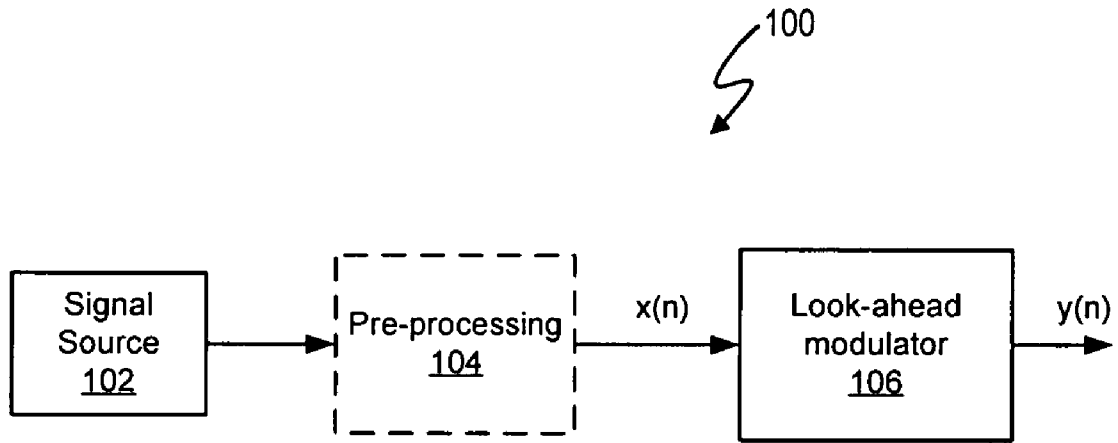 100
Signal
Source
102
Pre-processing
104
x(n)
Look-ahead
modulator
106
y(n)